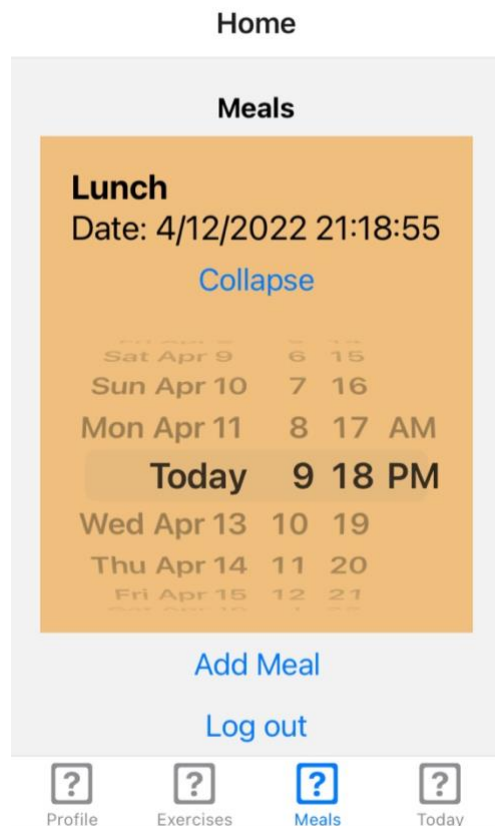 Home
Meals
Lunch
Date: 4/12/2022 21:18:55
Collapse
Sat Apr 9 6 15
Sun Apr 10 7 16
Mon Apr 11 8 17 AM
Today 9 18 PM
Wed Apr 13 10 19
Thu Apr 14 11 20
Fri Apr 15 12 21
Add Meal
Log out
? ? ? ?
Profile Exercises Meals Today